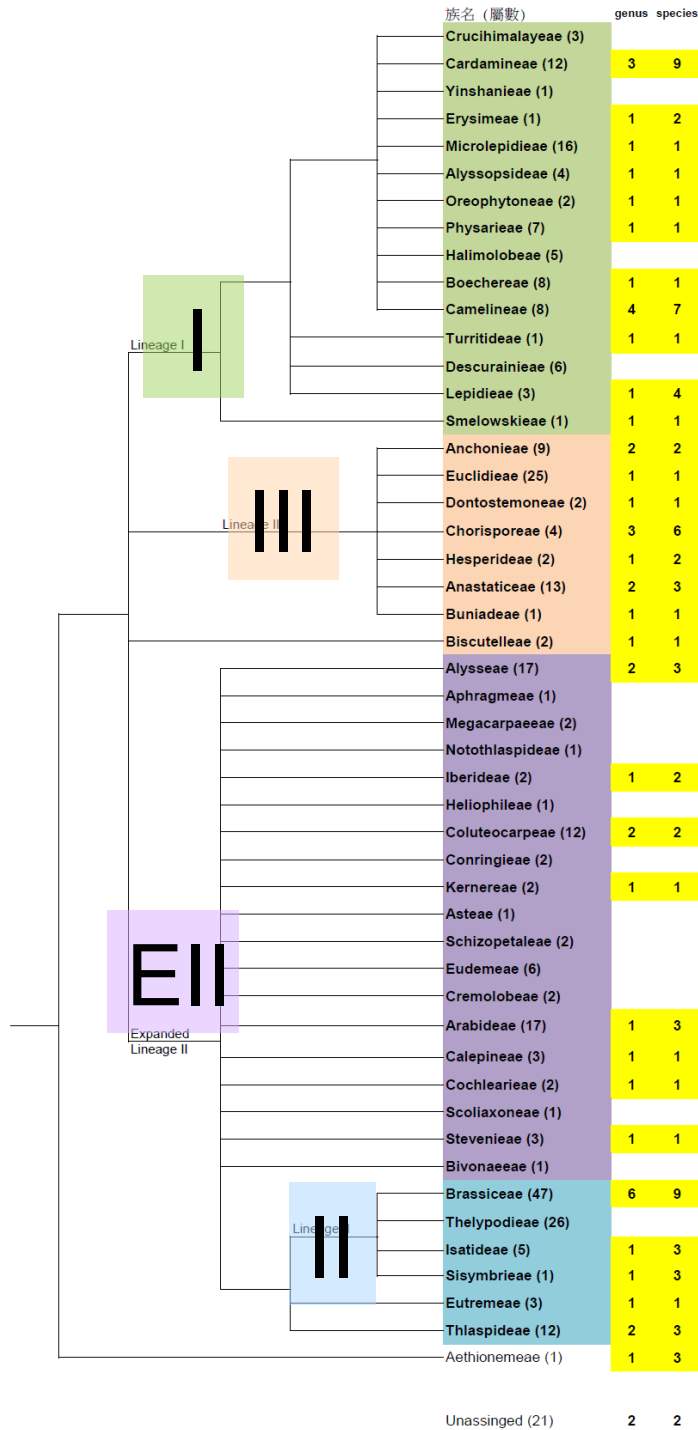 族名 (屬數) genus species
Crucihimalayeae (3)
Cardamineae (12) 3 9
Yinshanieae (1)
Erysimeae (1) 1 2
Microlepidieae (16) 1 1
Alyssopsideae (4) 1 1
Oreophytoneae (2) 1 1
Physarieae (7) 1 1
Halimolobeae (5)
Boechereae (8) 1 1
Camelineae (8) 4 7
Turritideae (1) 1 1
Descurainieae (6)
Lepidieae (3) 1 4
Smelowskieae (1) 1 1
Lineage I
I
Anchonieae (9) 2 2
Euclidieae (25) 1 1
Dontostemoneae (2) 1 1
Chorisporeae (4) 3 6
Hesperideae (2) 1 2
Anastaticeae (13) 2 3
Buniadeae (1) 1 1
Biscutelleae (2) 1 1
Lineage III
III
Alysseae (17) 2 3
Aphragmeae (1)
Megacarpaeeae (2)
Notothlaspideae (1)
Iberideae (2) 1 2
Heliophileae (1)
Coluteocarpeae (12) 2 2
Conringieae (2)
Kernereae (2) 1 1
Asteae (1)
Schizopetaleae (2)
Eudemeae (6)
Cremolobeae (2)
Arabideae (17) 1 3
Calepineae (3) 1 1
Cochlearieae (2) 1 1
Scoliaxoneae (1)
Stevenieae (3) 1 1
Bivonaeeae (1)
EII
Expanded
Lineage II
Brassiceae (47) 6 9
Thelypodieae (26)
Isatideae (5) 1 3
Sisymbrieae (1) 1 3
Eutremeae (3) 1 1
Thlaspideae (12) 2 3
Lineage II
II
Aethionemeae (1) 1 3
Unassinged (21) 2 2